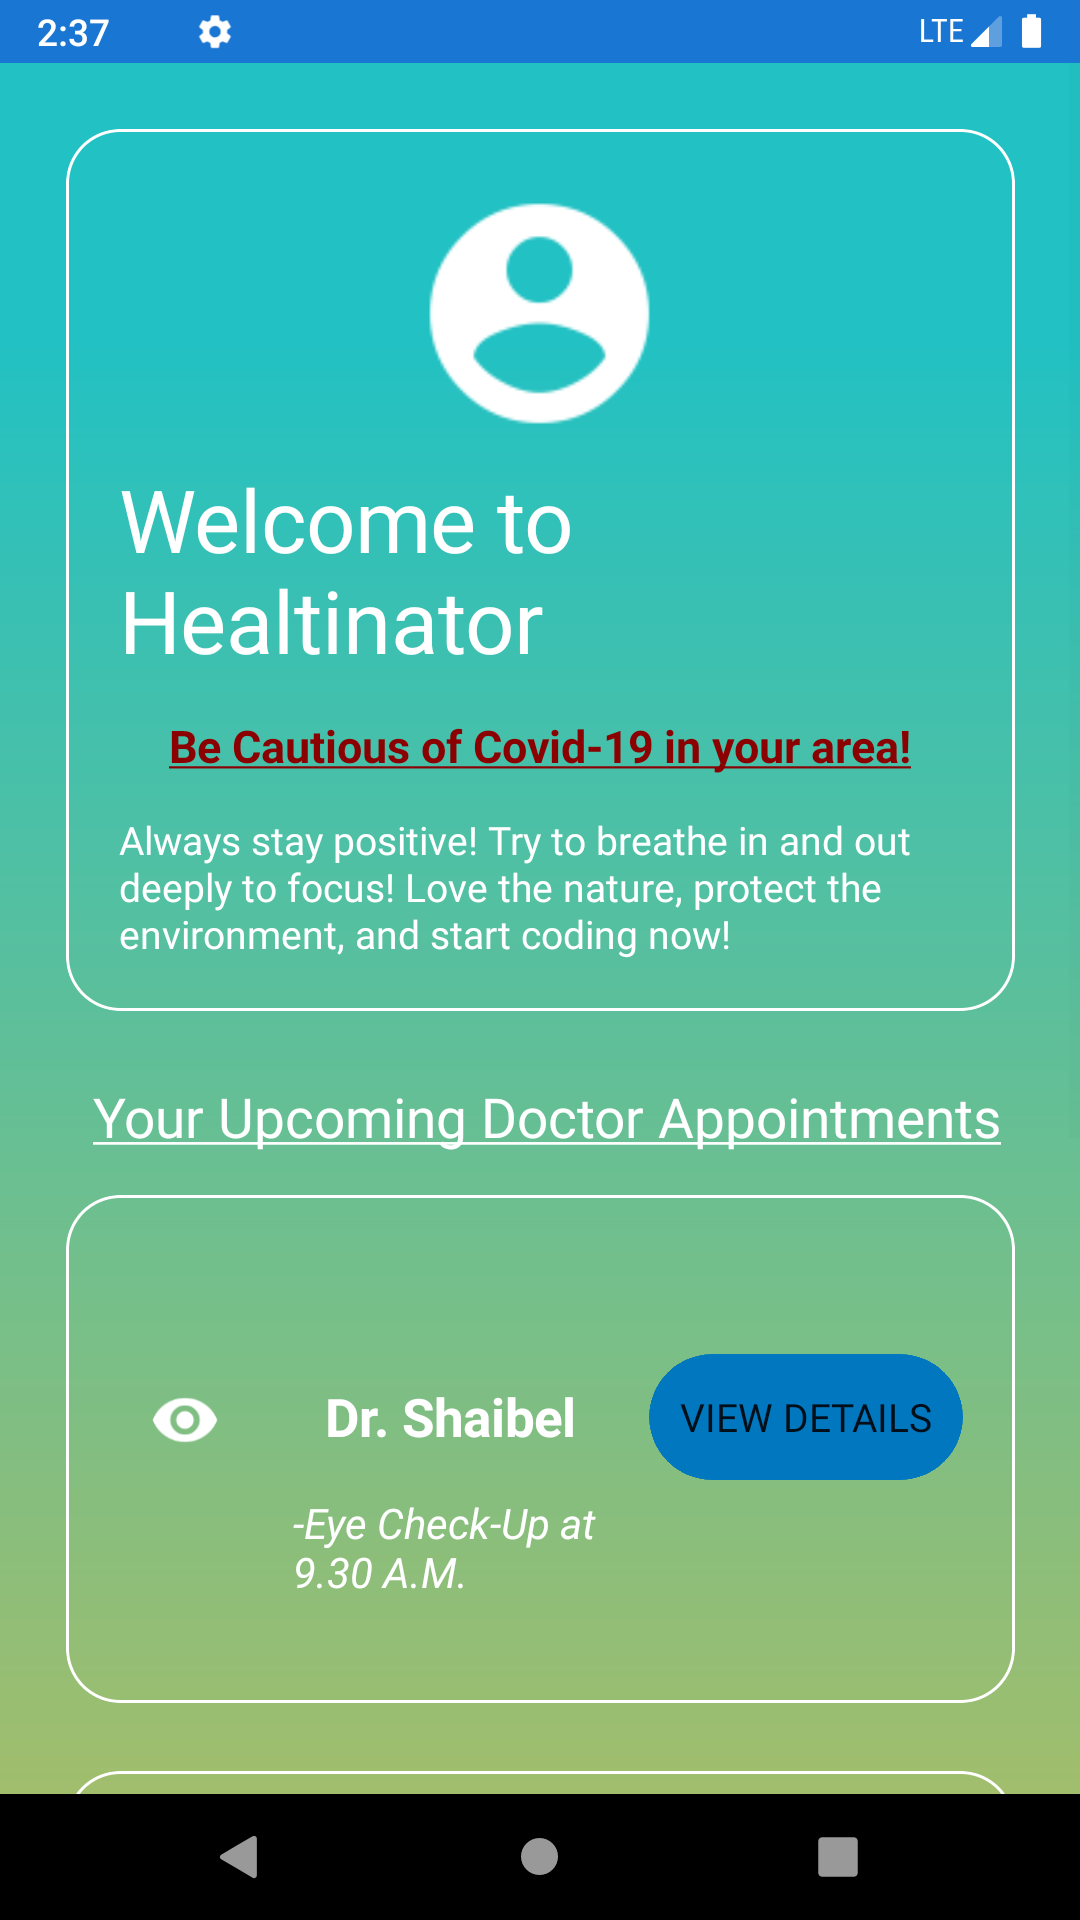 2:37
LTE
Welcome to
Healtinator
Be Cautious of Covid-19 in your area!
Always stay positive! Try to breathe in and out
deeply to focus! Love the nature, protect the
environment, and start coding now!
Your Upcoming Doctor Appointments
Dr. Shaibel
VIEW DETAILS
-Eye Check-Up at
9.30 A.M.